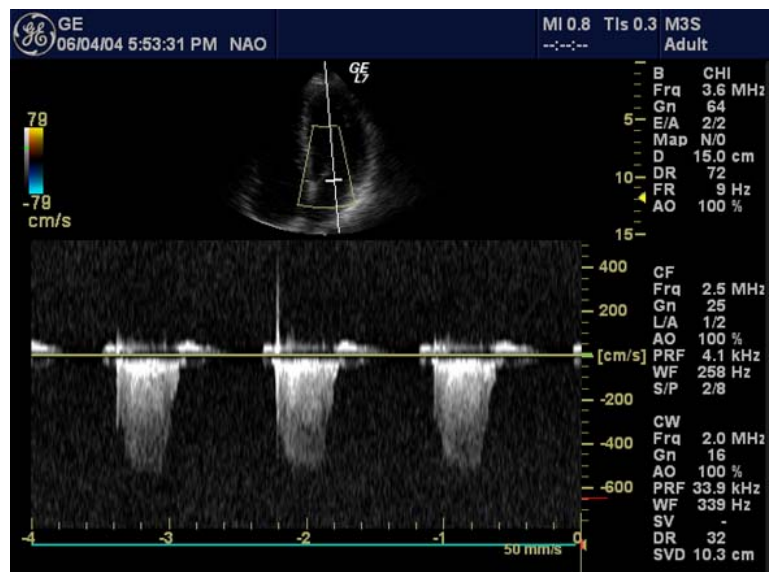 GE
06/04/04 5:53:31 PM NAO
MI 0.8 TIs 0.3
--:--:--
M3S
Adult
GE
L7
79
-79
cm/s
5
10
15
B CHI
Frq 3.6 MHz
Gn 64
E/A 2/2
Map N/0
D 15.0 cm
DR 72
FR 9 Hz
AO 100 %
CF
Frq 2.5 MHz
Gn 25
L/A 1/2
AO 100 %
PRF 4.1 kHz
WF 258 Hz
S/P 2/8
CW
Frq 2.0 MHz
Gn 16
AO 100 %
PRF 33.9 kHz
WF 339 Hz
SV -
DR 32
SVD 10.3 cm
400
200
[cm/s]
-200
-400
-600
-4 -3 -2 -1 0
50 mm/s